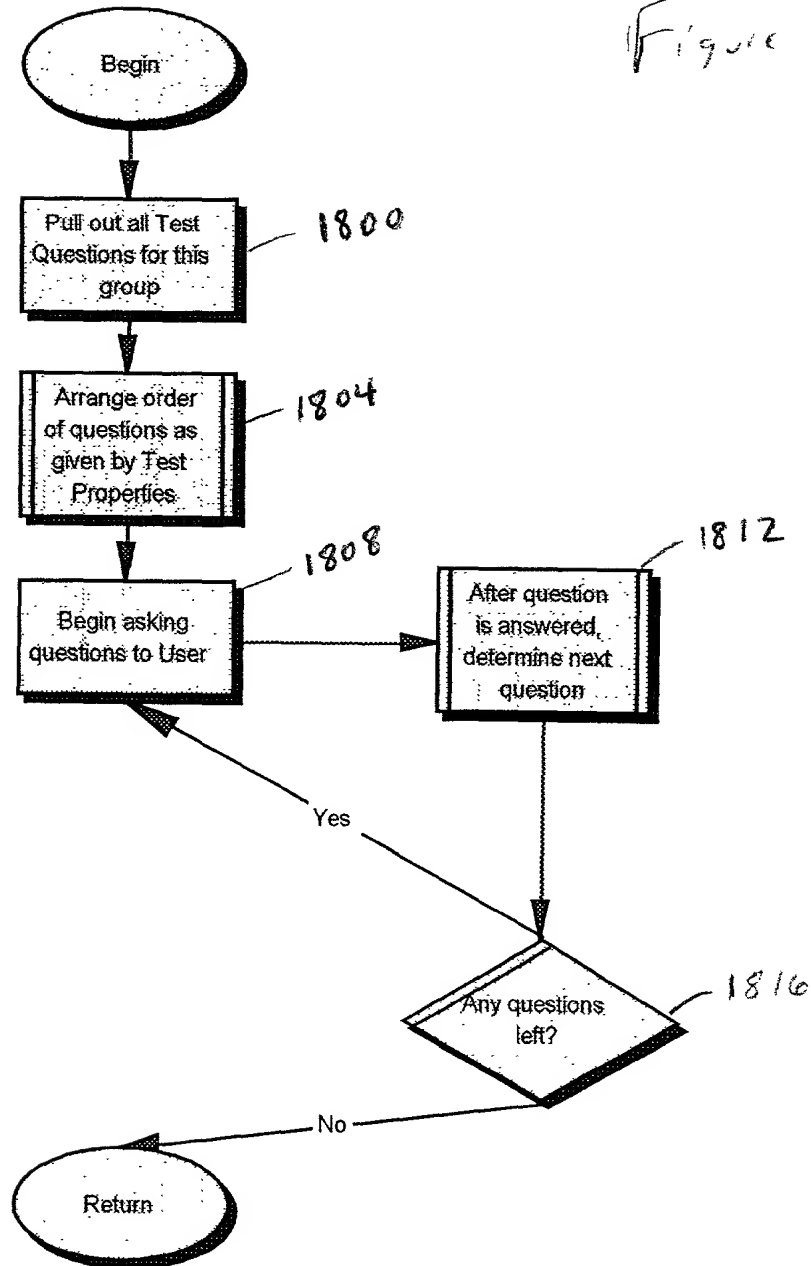 Figure
Begin
Pull out all Test
Questions for this
group
1800
Arrange order
of questions as
given by Test
Properties
1804
Begin asking
questions to User
1808
After question
is answered,
determine next
question
1812
Yes
Any questions
left?
1816
No
Return